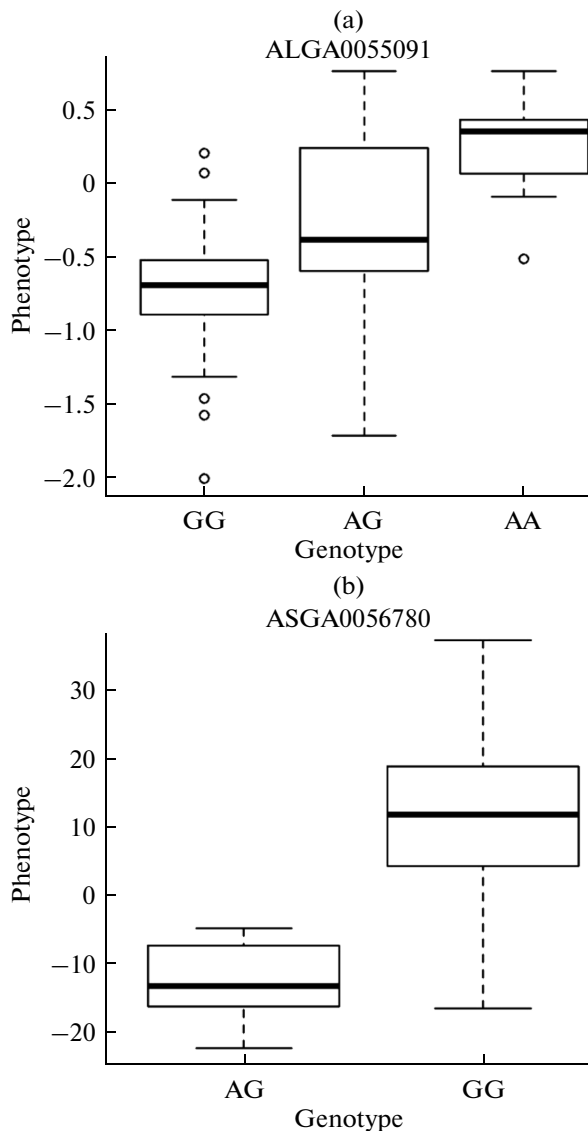 (a)
ALGA0055091
0.5
0
−0.5
−1.0
−1.5
−2.0
Phenotype
GG AG AA
Genotype
(b)
ASGA0056780
30
20
10
0
−10
−20
Phenotype
AG GG
Genotype